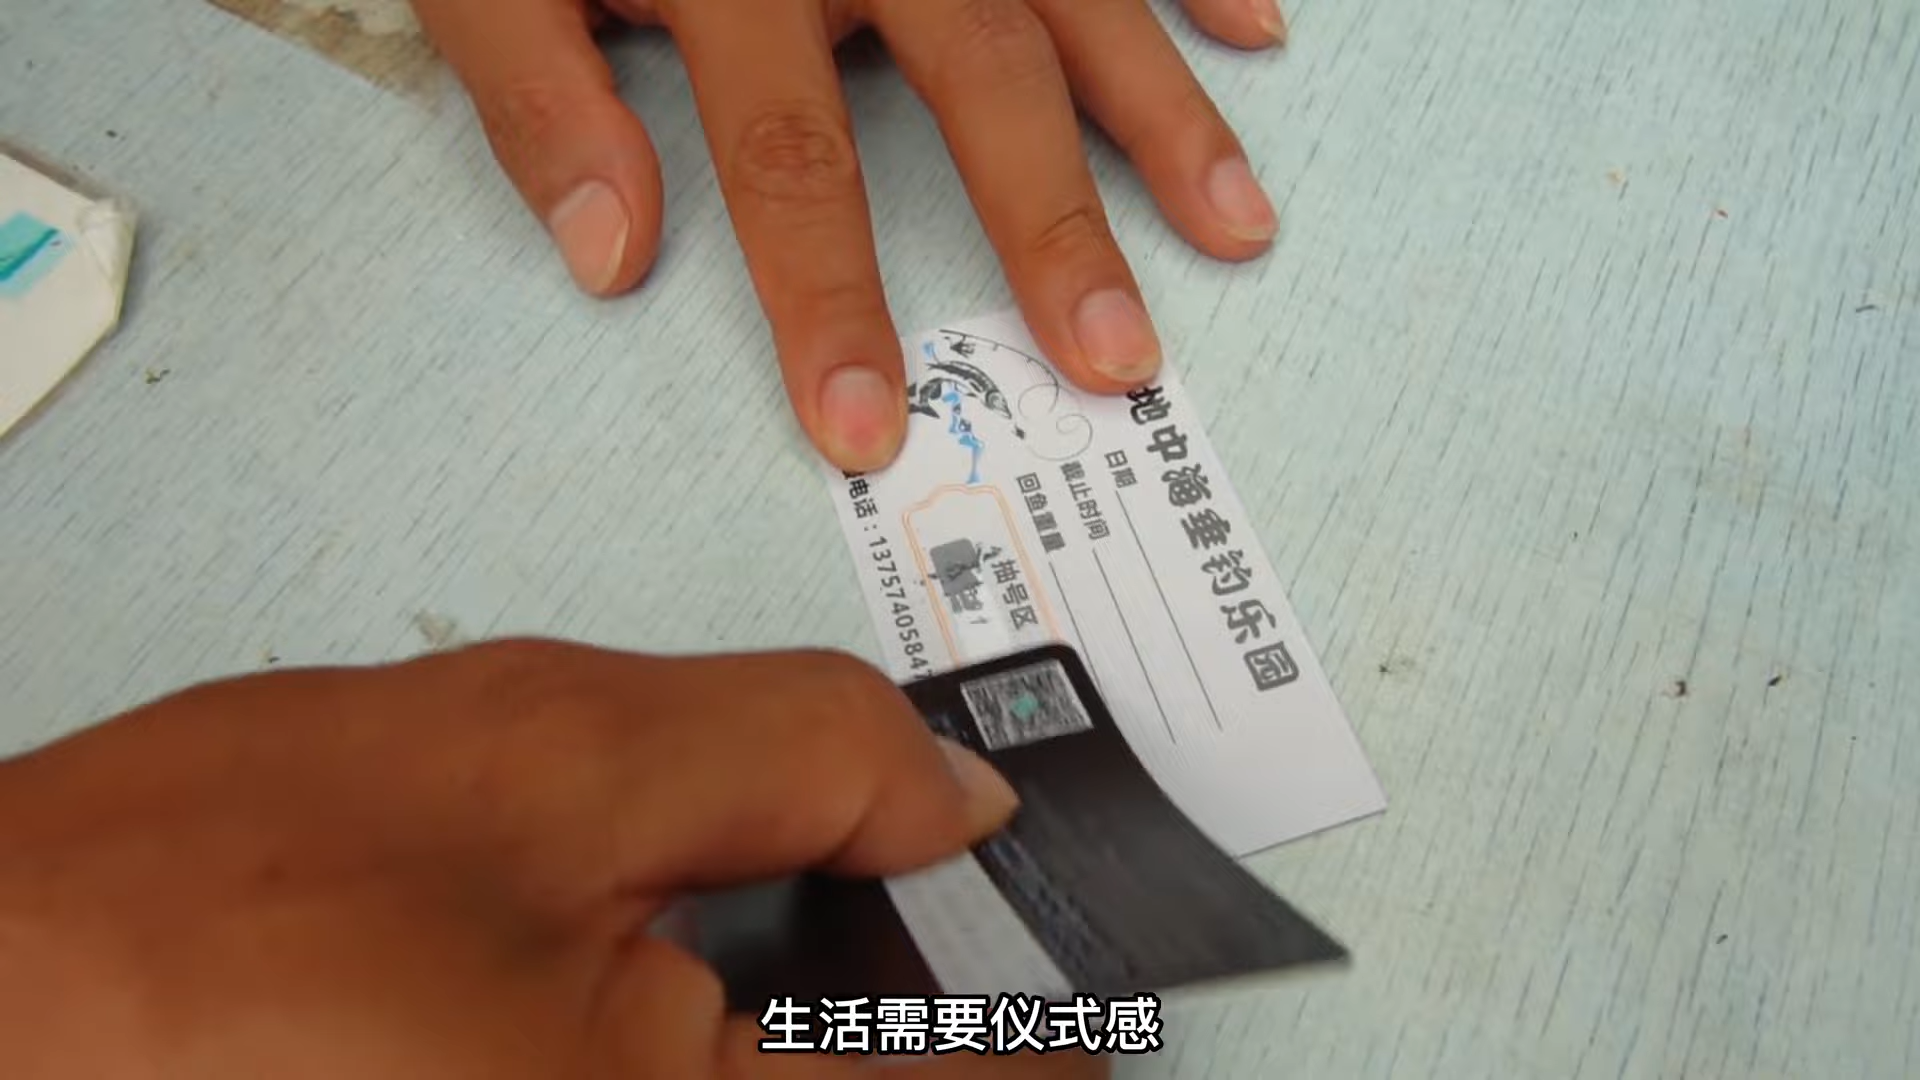 地中海垂钓乐园
日期
截止时间
回鱼重量
抽号区
电话：13757405847
生活需要仪式感